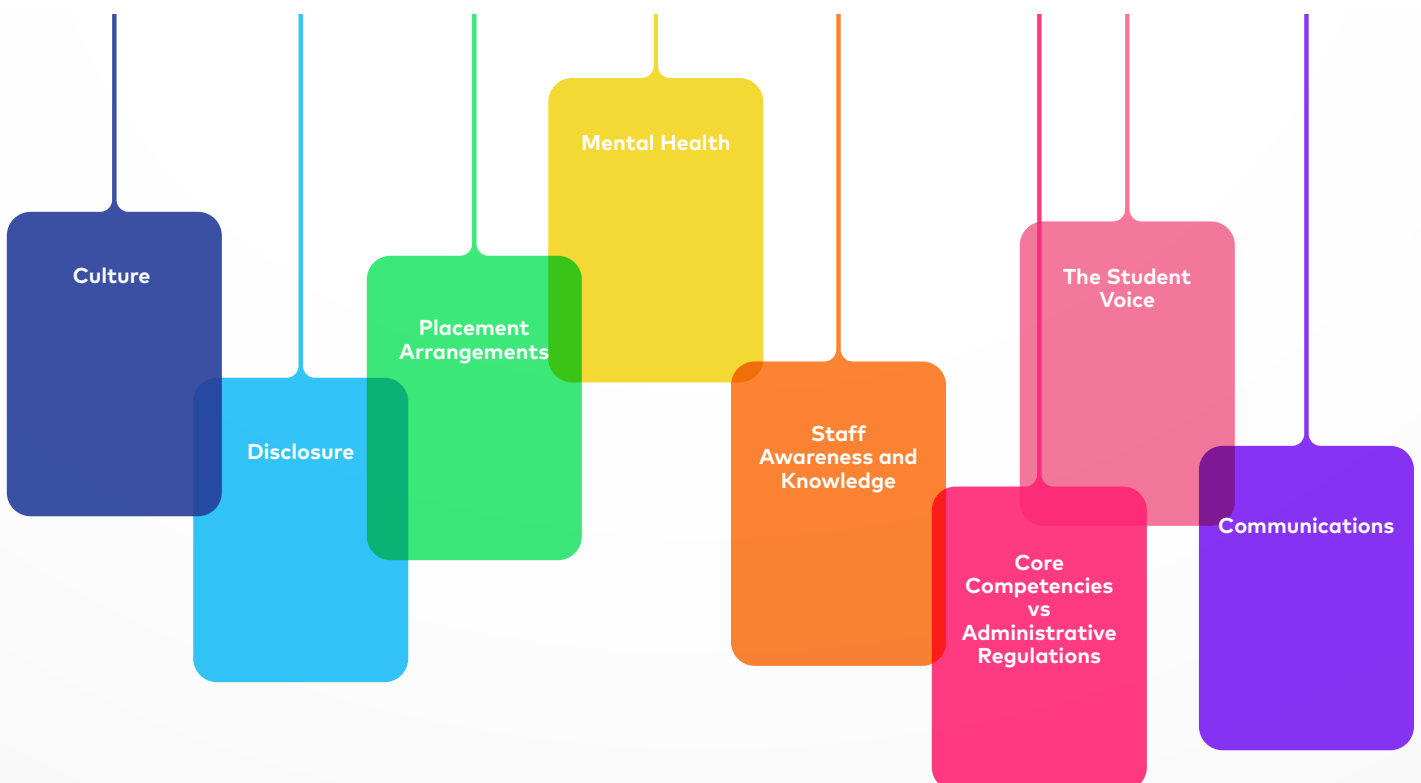 Culture
Disclosure
Placement
Arrangements
Mental Health
Staff
Awareness and
Knowledge
Core
Competencies
vs
Administrative
Regulations
The Student
Voice
Communications